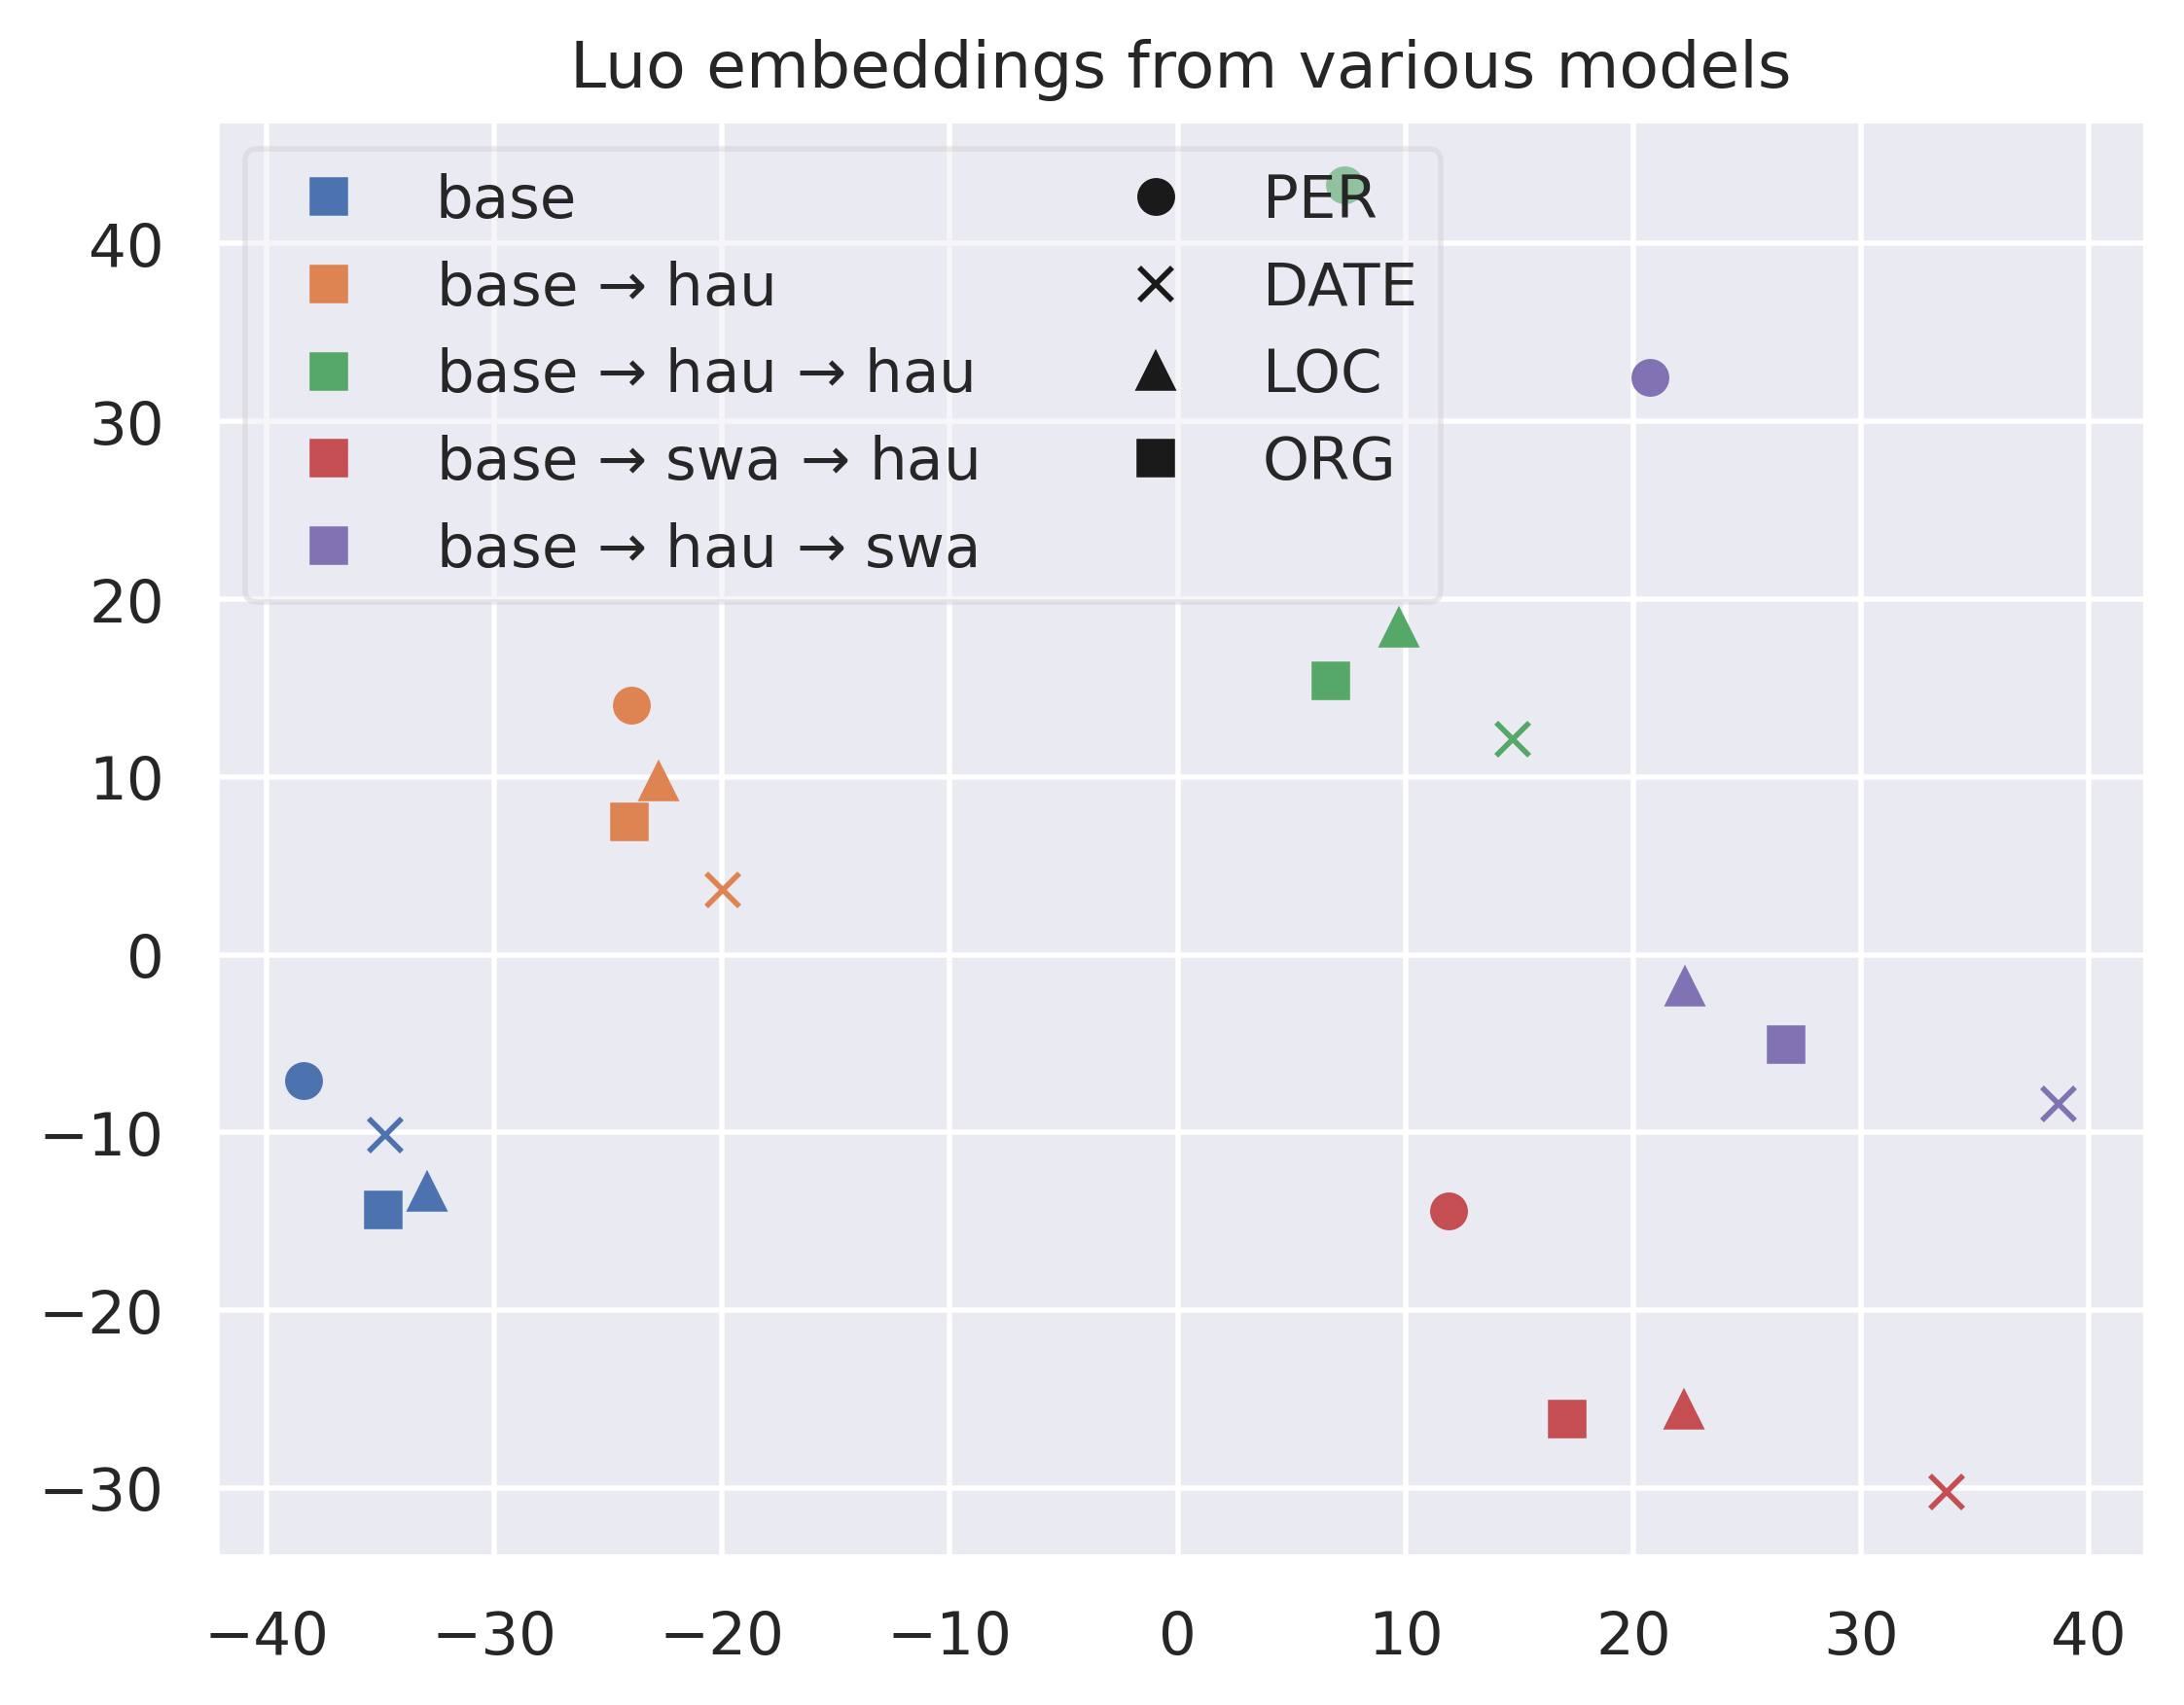 Luo embeddings from various models
base
base → hau
base → hau → hau
base → swa → hau
base → hau → swa
PER
DATE
LOC
ORG
40
30
20
10
0
−10
−20
−30
−40
−30
−20
−10
0
10
20
30
40